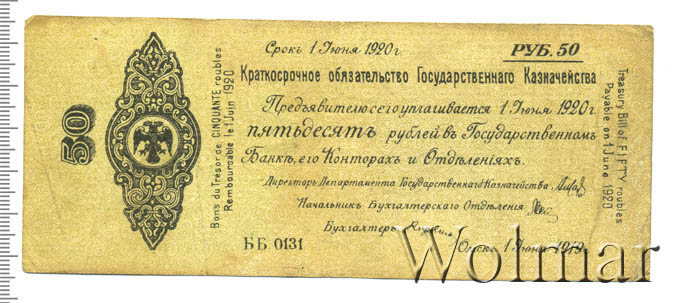 Срокъ 1 Июня 1920 г.
РУБ. 50
Краткосрочное обязательство Государственнаго Казначейства
Предъявителю сего уплачивается 1 Июня 1920 г.
пятьдесятъ рублей въ Государственномъ
Банкѣ, его Конторахъ и Отдѣленіяхъ.
Директоръ Департамента Государственнаго Казначейства
Начальникъ Бухгалтерскаго Отдѣленія
Бухгалтеръ
Омскъ, 1 Июня 1919 г.
ББ 0131
50
Bons du Trésor de CINQUANTE roubles
Remboursable le 1 Juin 1920
Treasury Bill of FIFTY roubles
Payable on 1 June 1920
Wolmar